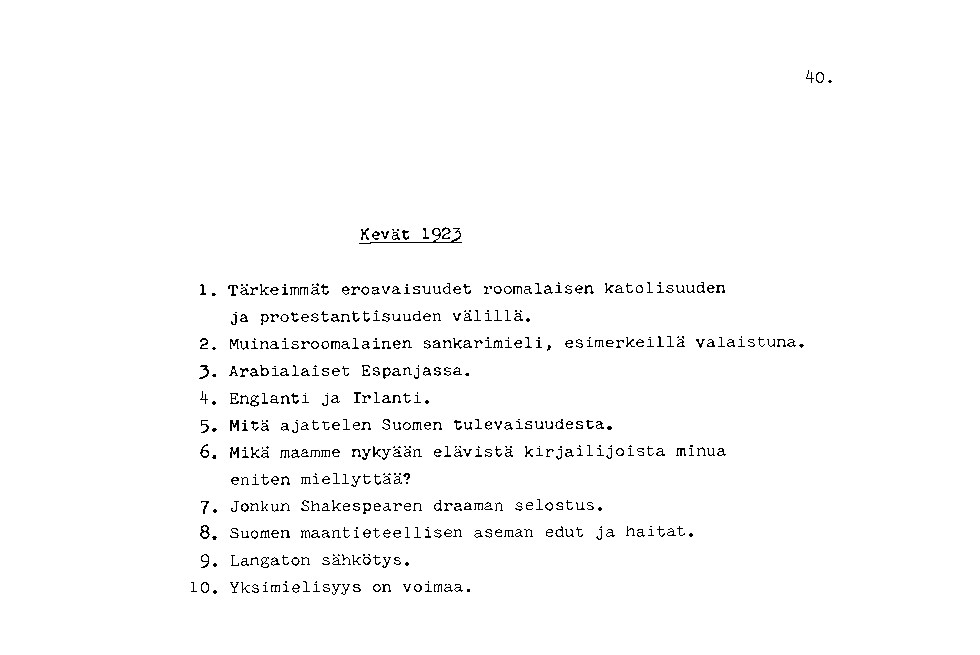 40.
Kevät 1923
1. Tärkeimmät eroavaisuudet roomalaisen katolisuuden
ja protestanttisuuden välillä.
2. Muinaisroomalainen sankarimieli, esimerkeillä valaistuna.
3. Arabialaiset Espanjassa.
4. Englanti ja Irlanti.
5. Mitä ajattelen Suomen tulevaisuudesta.
6. Mikä maamme nykyään elävistä kirjailijoista minua
eniten miellyttää?
7. Jonkun Shakespearen draaman selostus.
8. Suomen maantieteellisen aseman edut ja haitat.
9. Langaton sähkötys.
10. Yksimielisyys on voimaa.